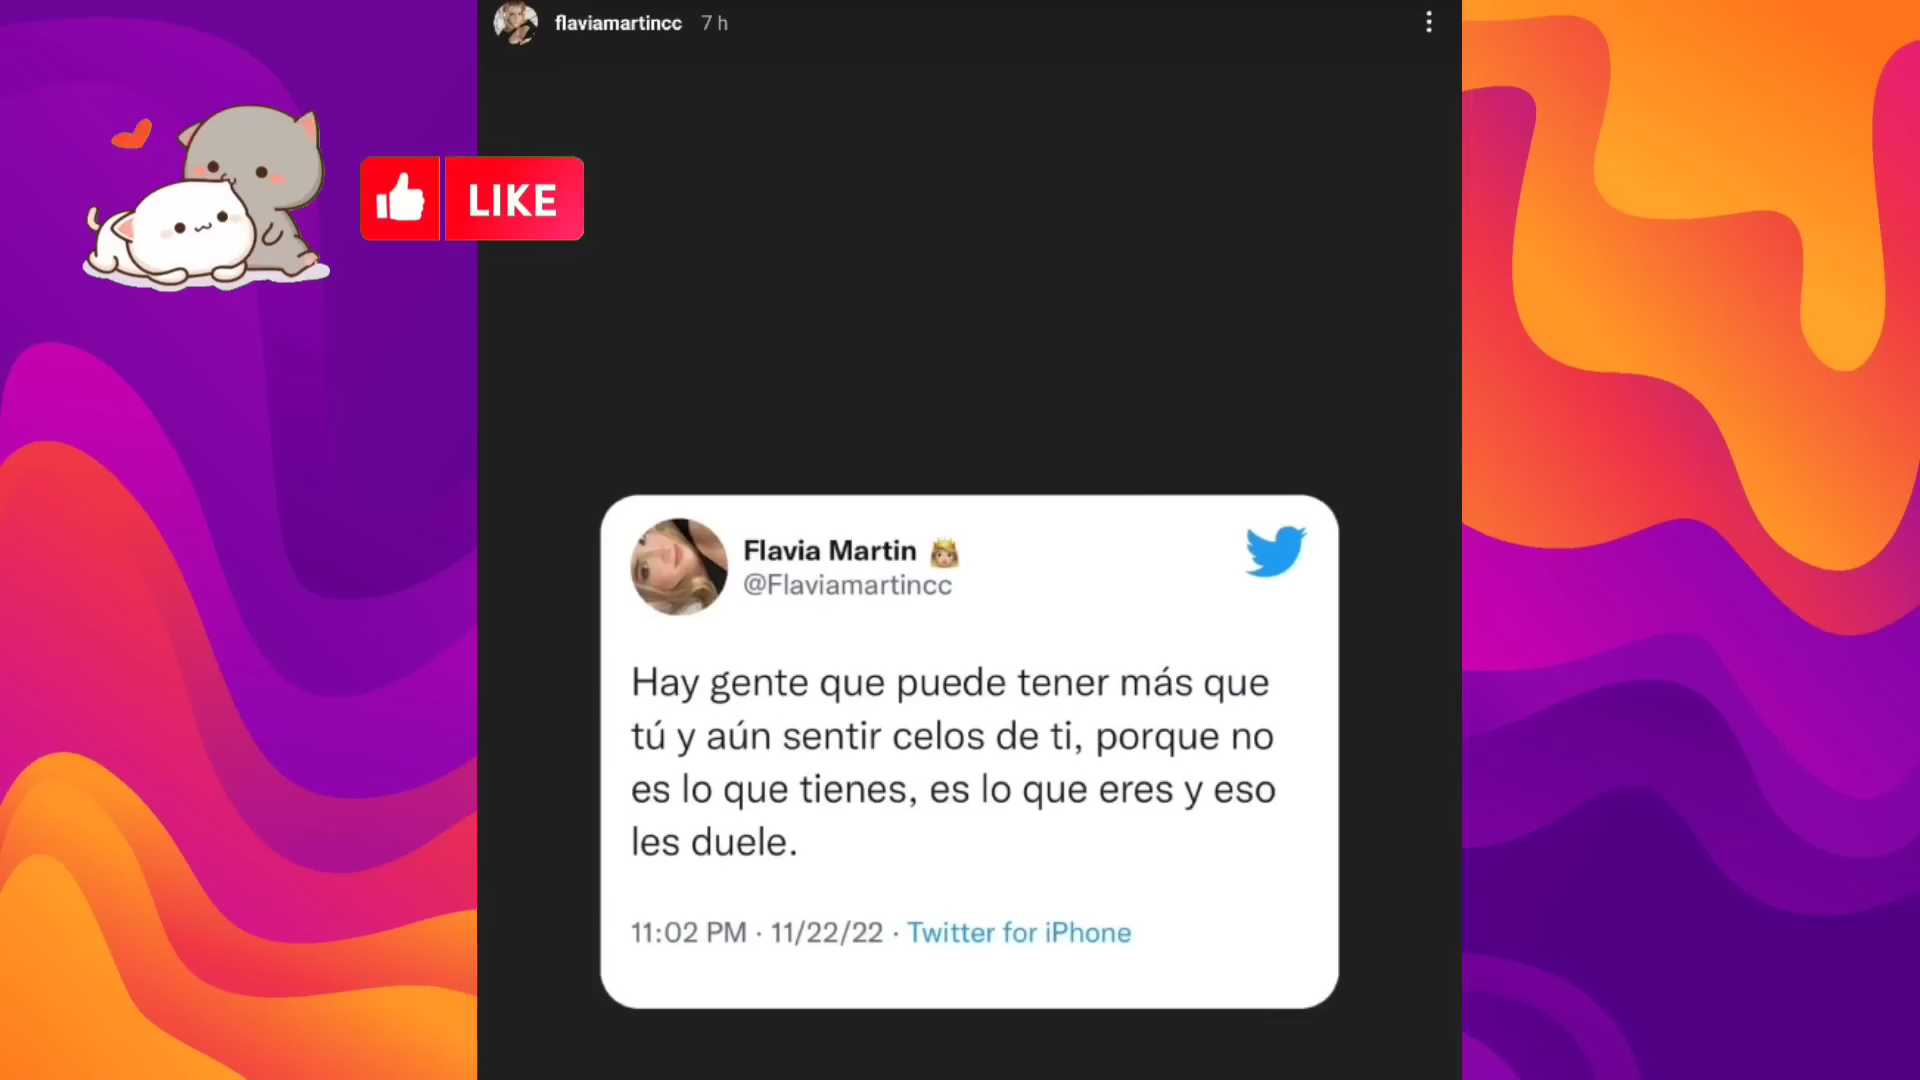 flaviamartincc 7 h
LIKE
Flavia Martin 👸🏼
@Flaviamartincc
Hay gente que puede tener más que
tú y aún sentir celos de ti, porque no
es lo que tienes, es lo que eres y eso
les duele.
11:02 PM · 11/22/22 · Twitter for iPhone